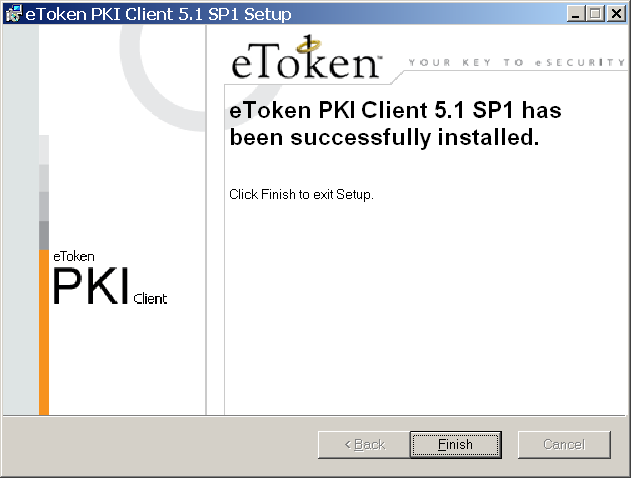 eToken PKI Client 5.1 SP1 Setup
eToken™
YOUR KEY TO eSECURITY
eToken PKI Client 5.1 SP1 has
been successfully installed.
Click Finish to exit Setup.
eToken
PKI Client
< Back
Finish
Cancel